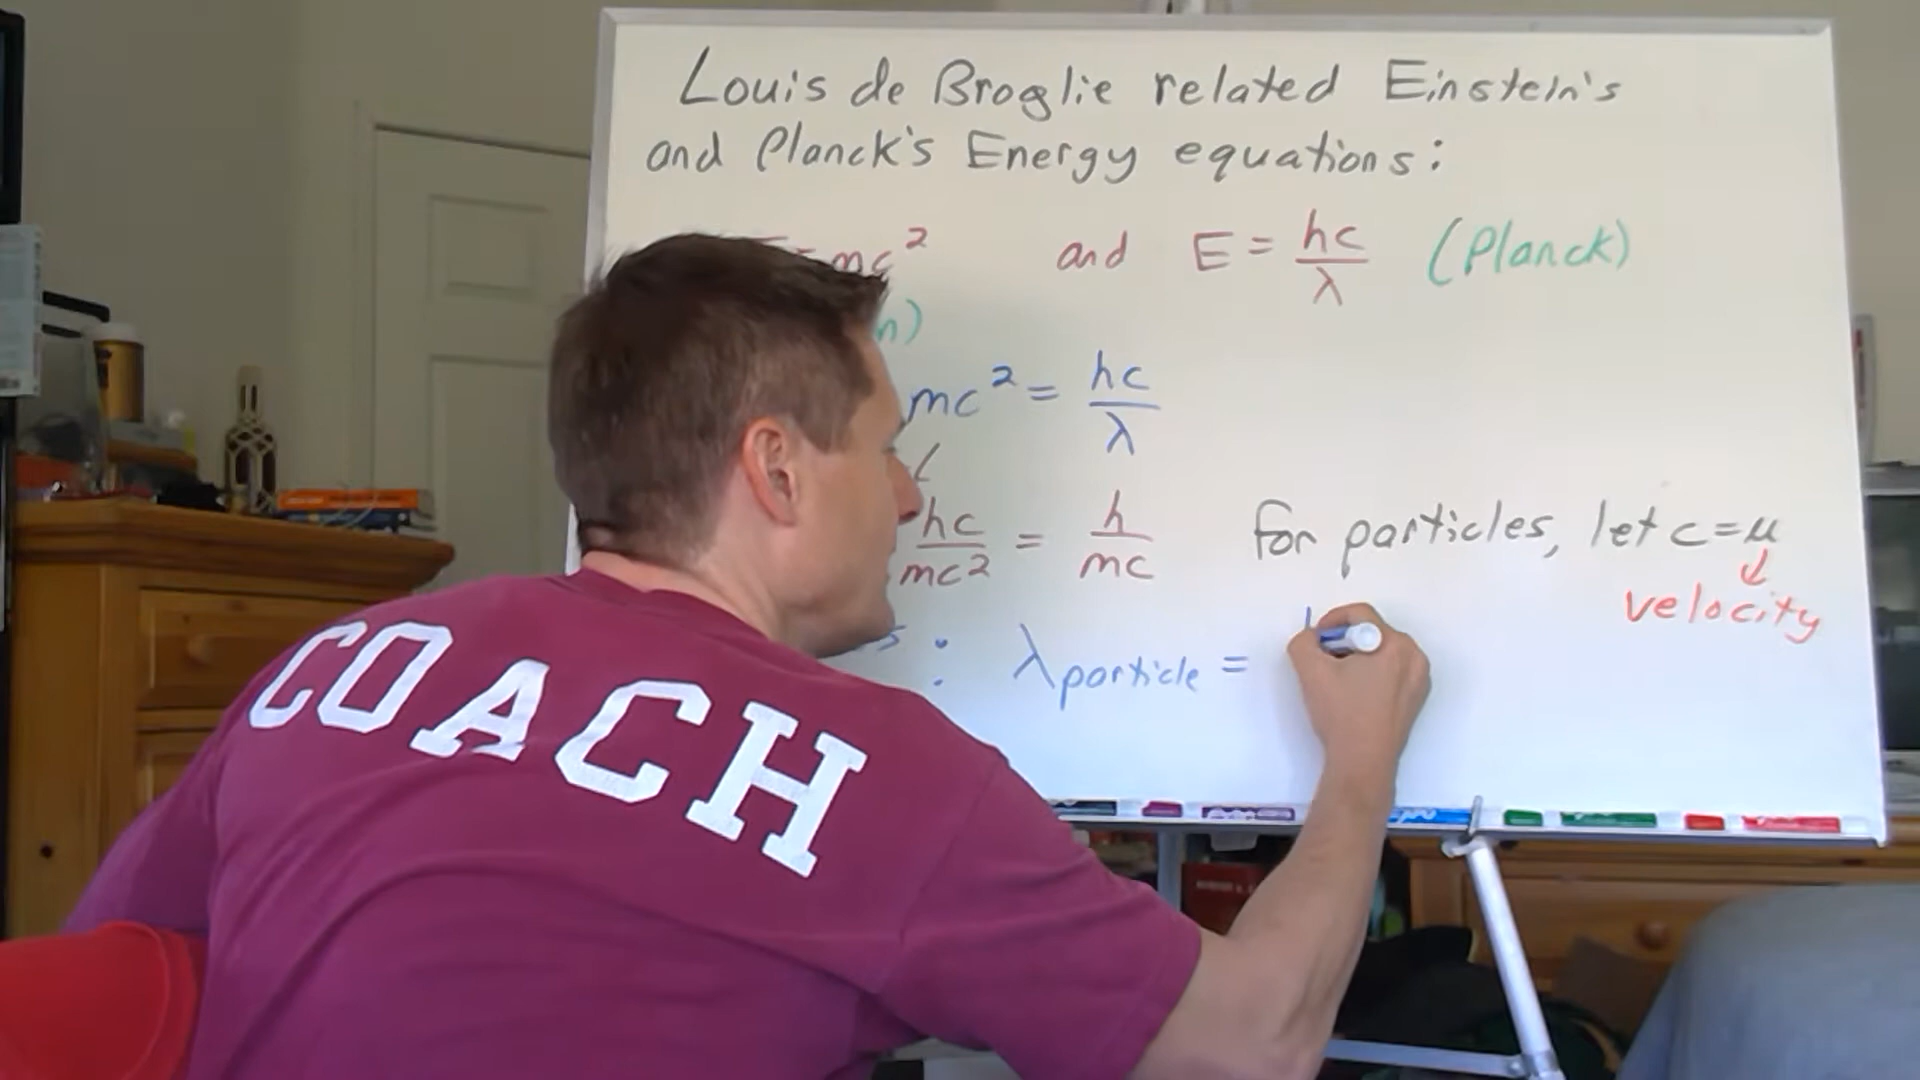 Louis de Broglie related Einstein's
and Planck's Energy equations:
mc² and E = hc/λ (Planck)
mc² = hc/λ
hc/mc² = h/mc for particles, let c = u
velocity
: λparticle =
COACH